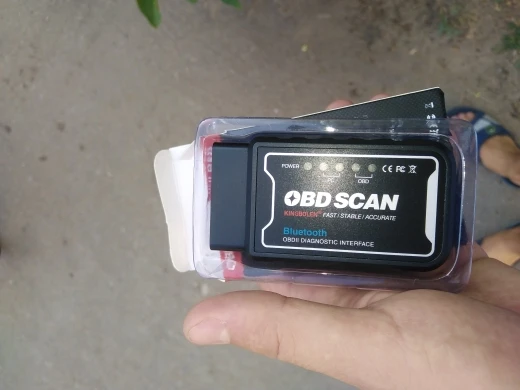 POWER PC OBD CE FC
OBD SCAN
KINGBOLEN FAST / STABLE / ACCURATE
Bluetooth
OBDII DIAGNOSTIC INTERFACE